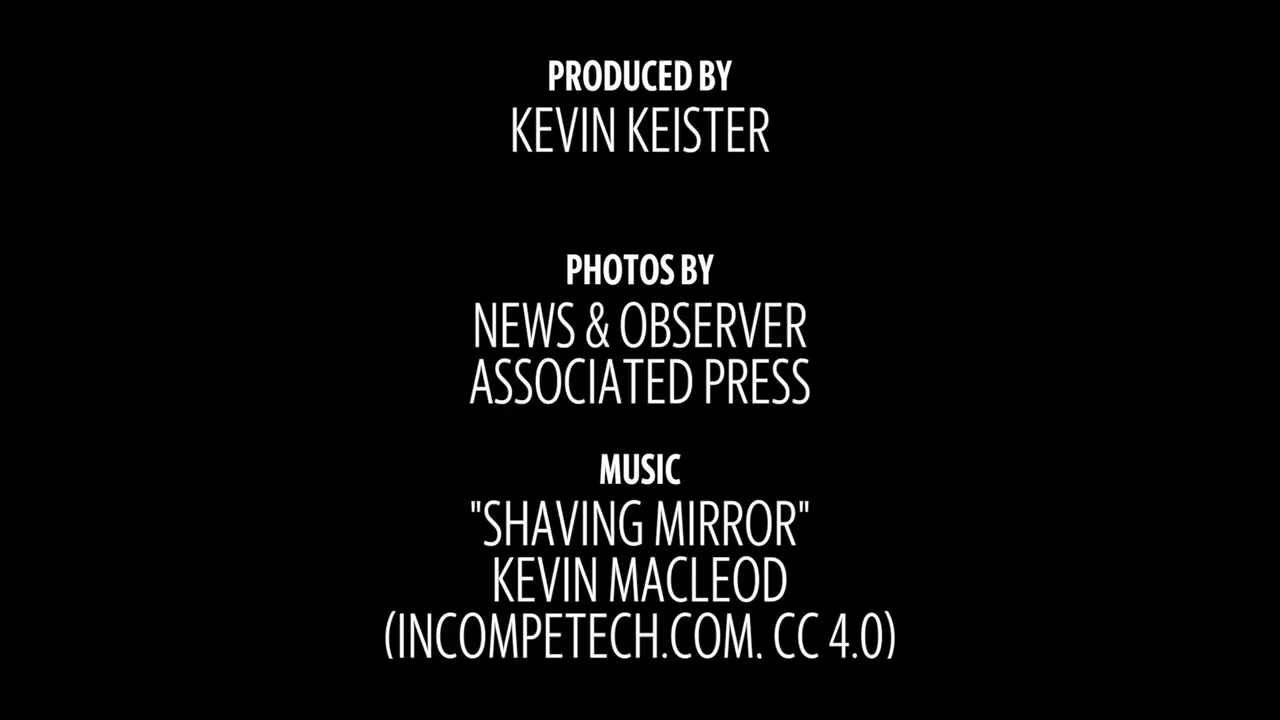 PRODUCED BY
KEVIN KEISTER
PHOTOS BY
NEWS & OBSERVER
ASSOCIATED PRESS
MUSIC
"SHAVING MIRROR"
KEVIN MACLEOD
(INCOMPETECH.COM, CC 4.0)